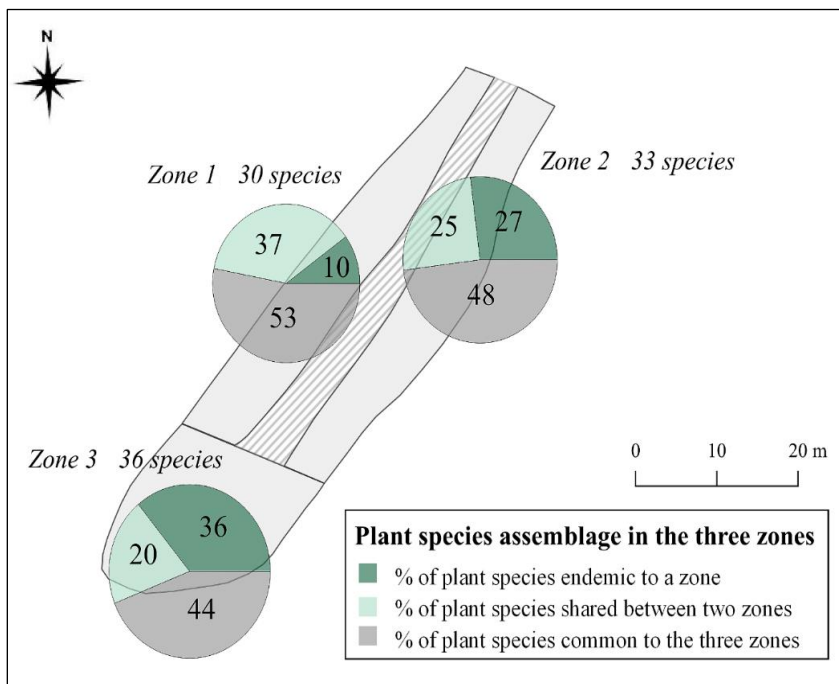 N
Zone 1 30 species
Zone 2 33 species
37
10
53
25
27
48
Zone 3 36 species
36
20
44
0 10 20 m
Plant species assemblage in the three zones
% of plant species endemic to a zone
% of plant species shared between two zones
% of plant species common to the three zones